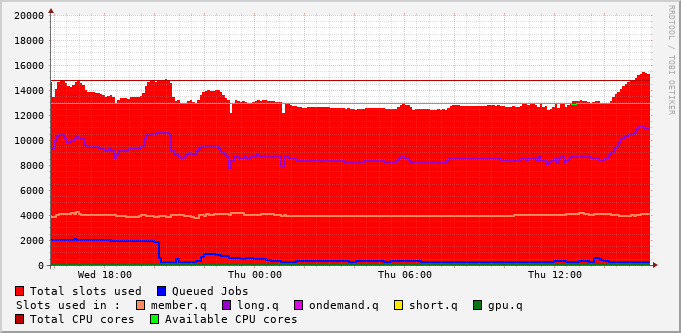 RRDTOOL / TOBI OETIKER
20000
18000
16000
14000
12000
10000
8000
6000
4000
2000
0
Wed 18:00 Thu 00:00 Thu 06:00 Thu 12:00
Total slots used Queued Jobs
Slots used in : member.q long.q ondemand.q short.q gpu.q
Total CPU cores Available CPU cores